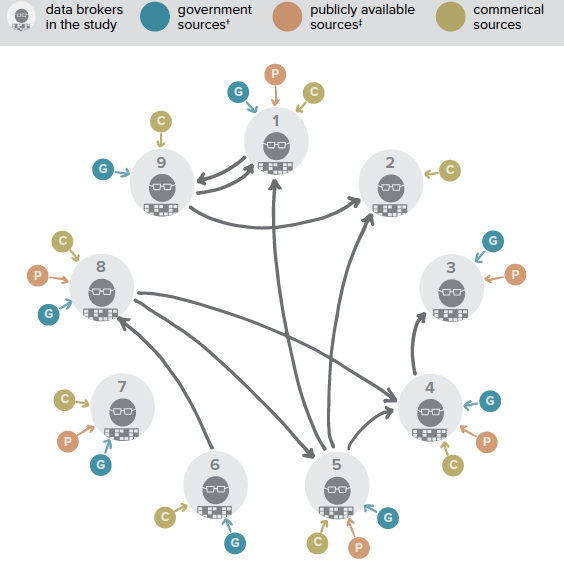 data brokers
in the study
government
sources†
publicly available
sources‡
commerical
sources
P
G
C
1
C
9
G
2
C
C
8
P
G
G
3
P
7
C
P
G
4
G
P
C
6
C
G
5
G
C
P